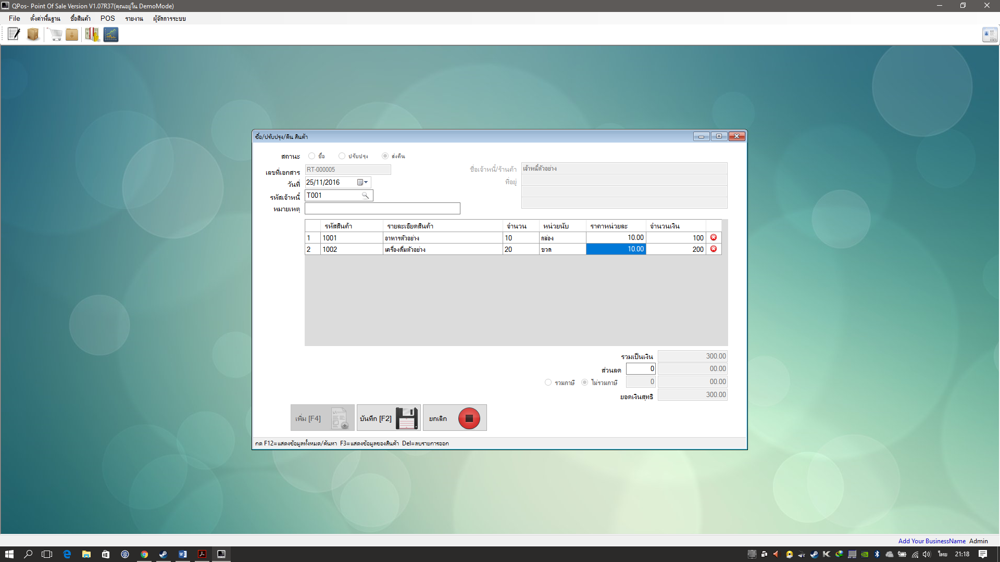 QPos- Point Of Sale Version V1.07R37(คุณอยู่ใน DemoMode)
File ตั้งค่าพื้นฐาน ซื้อสินค้า POS รายงาน ผู้จัดการระบบ
ซื้อ/ปรับปรุง/คืน สินค้า
สถานะ ซื้อ ปรับปรุง ส่งคืน
เลขที่เอกสาร RT-000005 ชื่อเจ้าหนี้/ร้านค้า เจ้าหนี้ตัวอย่าง
วันที่ 25/11/2016 ที่อยู่
รหัสเจ้าหนี้ T001
หมายเหตุ
รหัสสินค้า รายละเอียดสินค้า จำนวน หน่วยนับ ราคาหน่วยละ จำนวนเงิน
1 1001 อาหารตัวอย่าง 10 กล่อง 10.00 100
2 1002 เครื่องดื่มตัวอย่าง 20 ขวด 10.00 200
รวมเป็นเงิน 300.00
ส่วนลด 0 00.00
รวมภาษี ไม่รวมภาษี 0 00.00
ยอดเงินสุทธิ 300.00
เพิ่ม [F4] บันทึก [F2] ยกเลิก
กด F12=แสดงข้อมูลทั้งหมด/ค้นหา F3=แสดงข้อมูลของสินค้า Del=ลบรายการออก
Add Your BusinessName Admin
ไทย 21:18